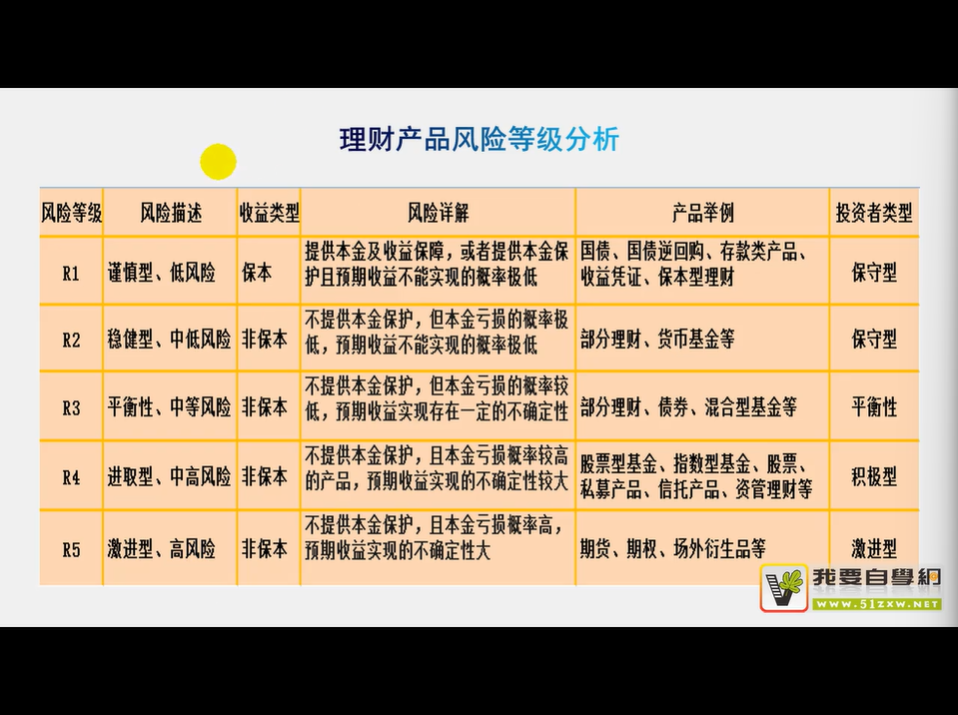 理财产品风险等级分析
风险等级 风险描述 收益类型 风险详解 产品举例 投资者类型
R1 谨慎型、低风险 保本 提供本金及收益保障，或者提供本金保 国债、国债逆回购、存款类产品、 保守型
护且预期收益不能实现的概率极低 收益凭证、保本型理财
R2 稳健型、中低风险 非保本 不提供本金保护，但本金亏损的概率极 部分理财、货币基金等 保守型
低，预期收益不能实现的概率极低
R3 平衡性、中等风险 非保本 不提供本金保护，但本金亏损的概率较 部分理财、债券、混合型基金等 平衡性
低，预期收益实现存在一定的不确定性
R4 进取型、中高风险 非保本 不提供本金保护，且本金亏损概率较高 股票型基金、指数型基金、股票、 积极型
的产品，预期收益实现的不确定性较大 私募产品、信托产品、资管理财等
R5 激进型、高风险 非保本 不提供本金保护，且本金亏损概率高， 期货、期权、场外衍生品等 激进型
预期收益实现的不确定性大
我要自學網
WWW.51ZXW.NET